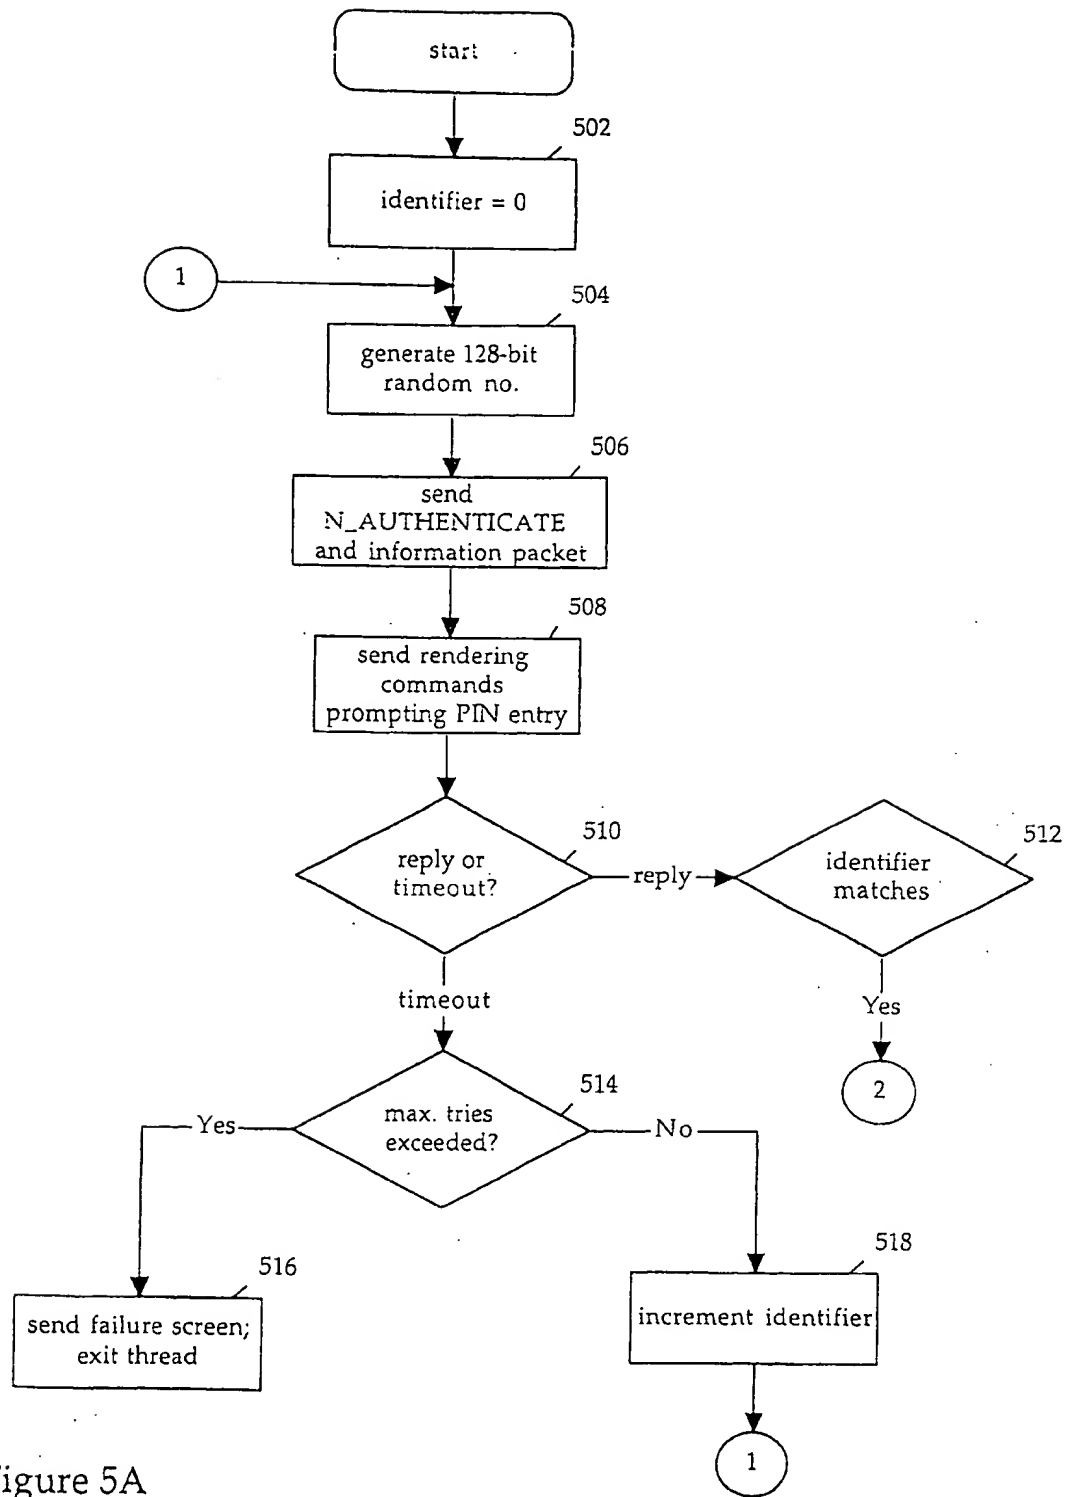 start
502
identifier = 0
1
504
generate 128-bit
random no.
506
send
N_AUTHENTICATE
and information packet
508
send rendering
commands
prompting PIN entry
510
reply or
timeout?
reply
512
identifier
matches
timeout
Yes
2
514
max. tries
exceeded?
Yes
No
516
send failure screen;
exit thread
518
increment identifier
1
igure 5A